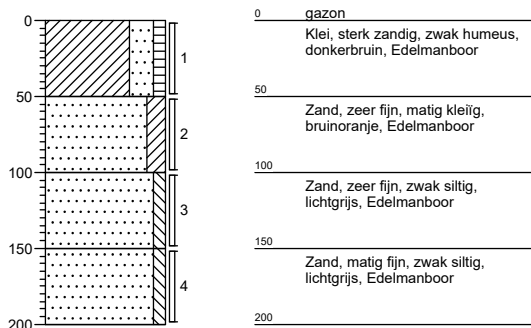 0
50
100
150
200
1
2
3
4
0
gazon
Klei, sterk zandig, zwak humeus,
donkerbruin, Edelmanboor
50
Zand, zeer fijn, matig kleiïg,
bruinoranje, Edelmanboor
100
Zand, zeer fijn, zwak siltig,
lichtgrijs, Edelmanboor
150
Zand, matig fijn, zwak siltig,
lichtgrijs, Edelmanboor
200